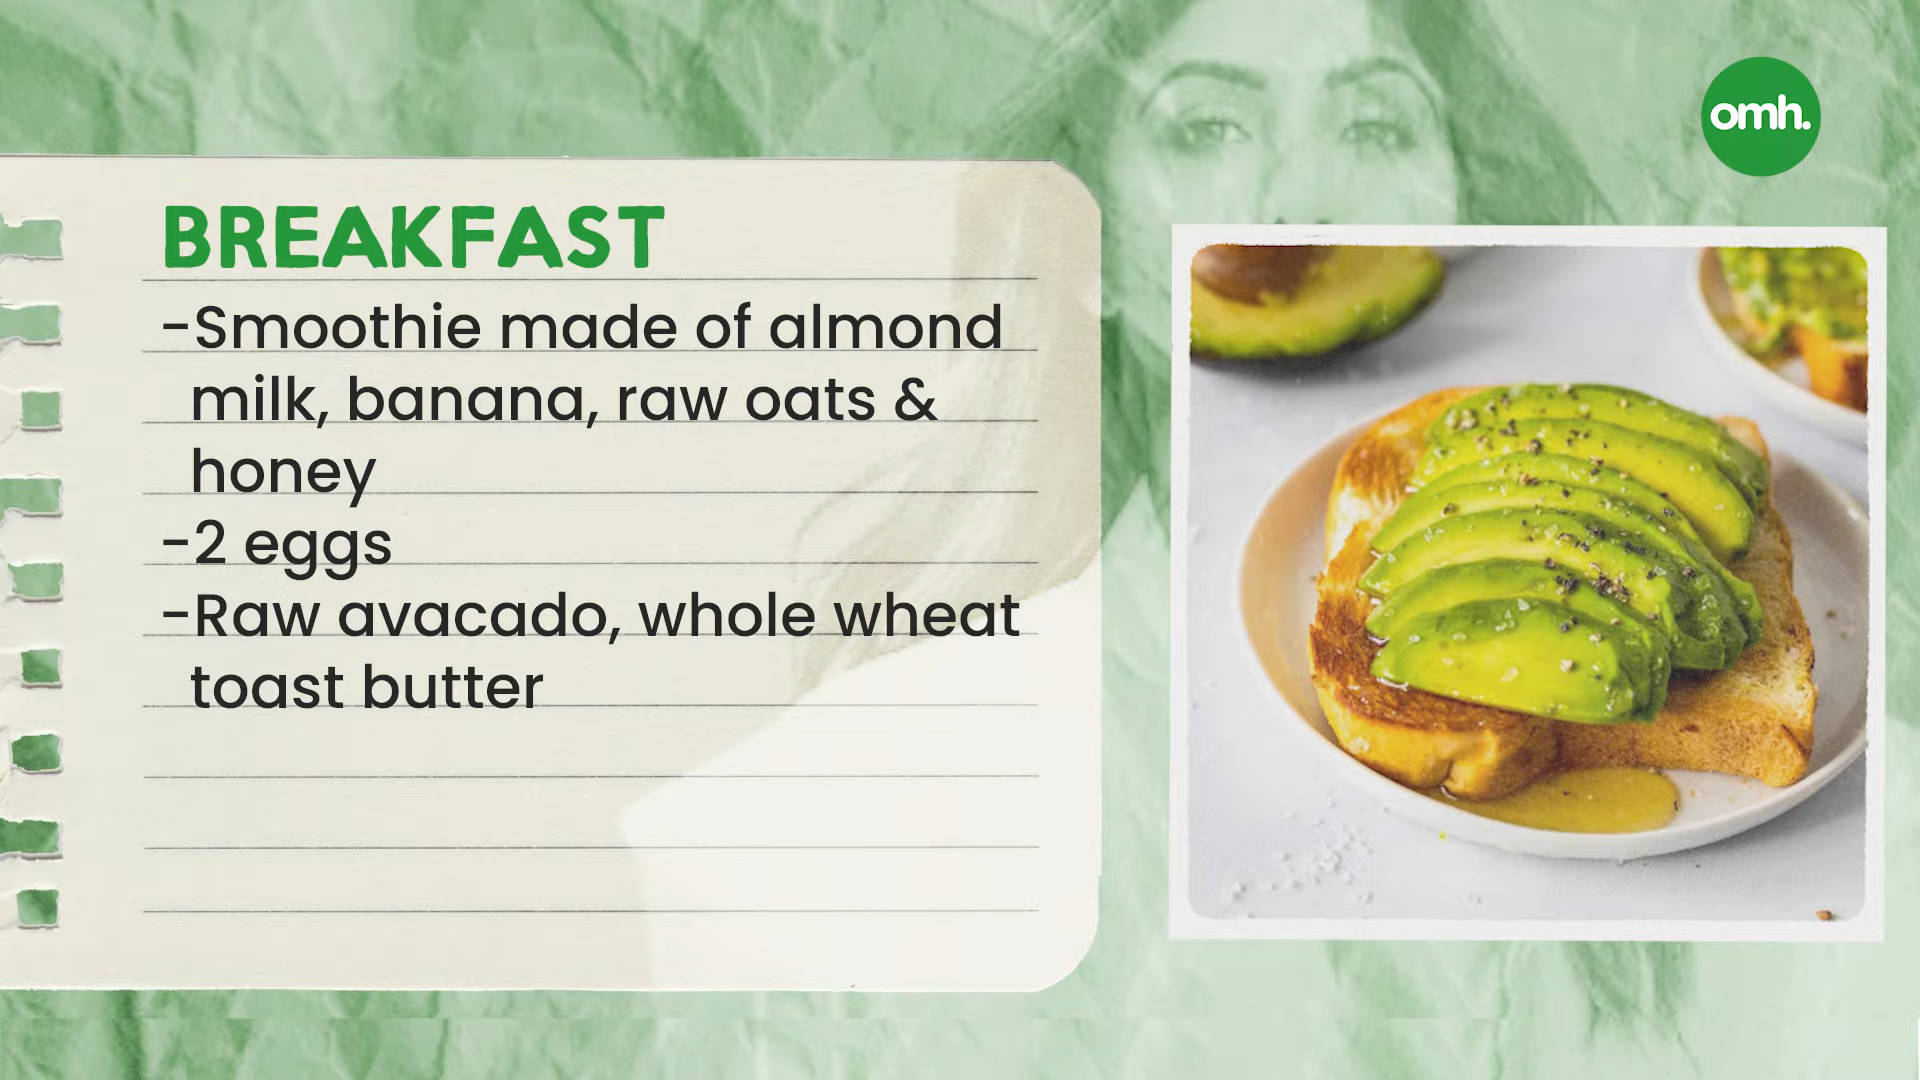 omh.
BREAKFAST
-Smoothie made of almond
milk, banana, raw oats &
honey
-2 eggs
-Raw avacado, whole wheat
toast butter